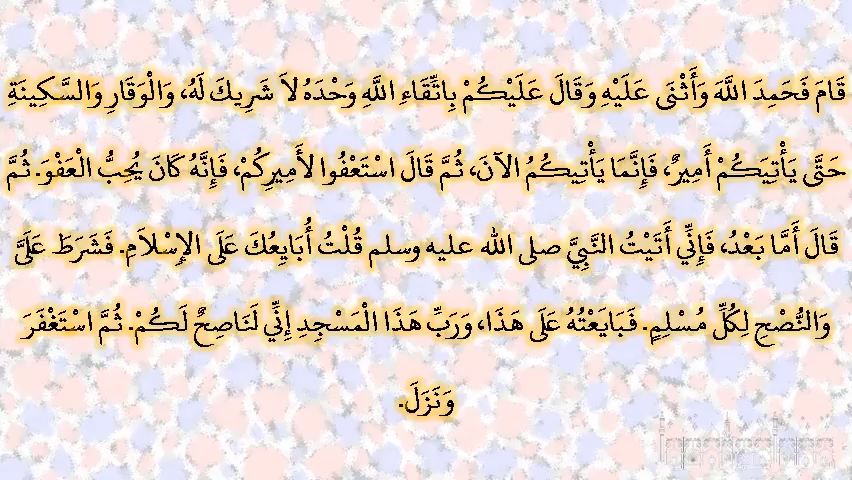 قَامَ فَحَمِدَ اللَّهَ وَأَثْنَى عَلَيْهِ وَقَالَ عَلَيْكُمْ بِاتِّقَاءِ اللَّهِ وَحْدَهُ لاَ شَرِيكَ لَهُ، وَالْوَقَارِ وَالسَّكِينَةِ
حَتَّى يَأْتِيَكُمْ أَمِيرٌ، فَإِنَّمَا يَأْتِيكُمُ الآنَ، ثُمَّ قَالَ اسْتَعْفُوا لأَمِيرِكُمْ، فَإِنَّهُ كَانَ يُحِبُّ الْعَفْوَ. ثُمَّ
قَالَ أَمَّا بَعْدُ، فَإِنِّي أَتَيْتُ النَّبِيَّ صلى الله عليه وسلم قُلْتُ أُبَايِعُكَ عَلَى الإِسْلاَمِ. فَشَرَطَ عَلَىَّ
وَالنُّصْحِ لِكُلِّ مُسْلِمٍ. فَبَايَعْتُهُ عَلَى هَذَا، وَرَبِّ هَذَا الْمَسْجِدِ إِنِّي لَنَاصِحٌ لَكُمْ. ثُمَّ اسْتَغْفَرَ
وَنَزَلَ.